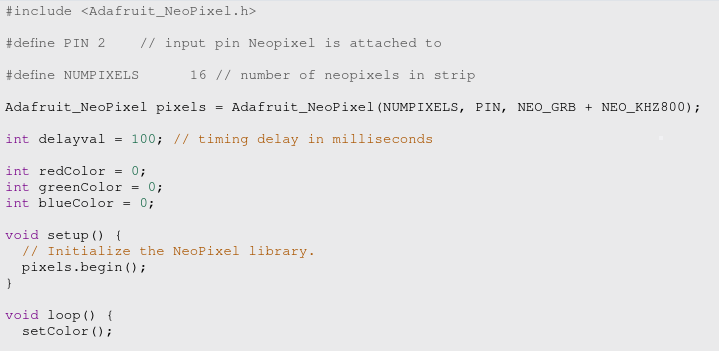 #include <Adafruit_NeoPixel.h>
#define PIN 2    // input pin Neopixel is attached to
#define NUMPIXELS      16 // number of neopixels in strip
Adafruit_NeoPixel pixels = Adafruit_NeoPixel(NUMPIXELS, PIN, NEO_GRB + NEO_KHZ800);
int delayval = 100; // timing delay in milliseconds
int redColor = 0;
int greenColor = 0;
int blueColor = 0;
void setup() {
  // Initialize the NeoPixel library.
  pixels.begin();
}
void loop() {
  setColor();